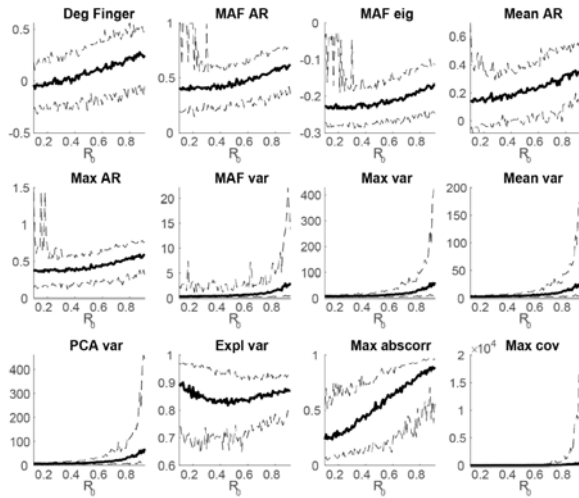 Deg Finger MAF AR MAF eig Mean AR
0.5 1 0 0.6
-0.1 0.4
0 0.5 0.2
-0.2 0
-0.5 0 -0.3
0.2 0.4 0.6 0.8 0.2 0.4 0.6 0.8 0.2 0.4 0.6 0.8 0.2 0.4 0.6 0.8
R0 R0 R0 R0
Max AR MAF var Max var Mean var
1.5 20 400 200
15 300 150
1 10 200 100
0.5 5 100 50
0 0 0 0
0.2 0.4 0.6 0.8 0.2 0.4 0.6 0.8 0.2 0.4 0.6 0.8 0.2 0.4 0.6 0.8
R0 R0 R0 R0
PCA var Expl var Max abscorr Max cov
400 1 1 2 ×10^4
300 0.9 1.5
200 0.8 0.5 1
100 0.7 0.5
0 0.6 0 0
0.2 0.4 0.6 0.8 0.2 0.4 0.6 0.8 0.2 0.4 0.6 0.8 0.2 0.4 0.6 0.8
R0 R0 R0 R0